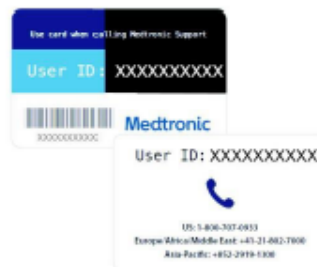 Use card when calling Medtronic Support
User ID: XXXXXXXXXX
XXXXXXXXXX
Medtronic
User ID: XXXXXXXXXX
US: 1-800-707-0933
Europe/Africa/Middle East: +41-21-802-7000
Asia-Pacific: +852-2919-1300